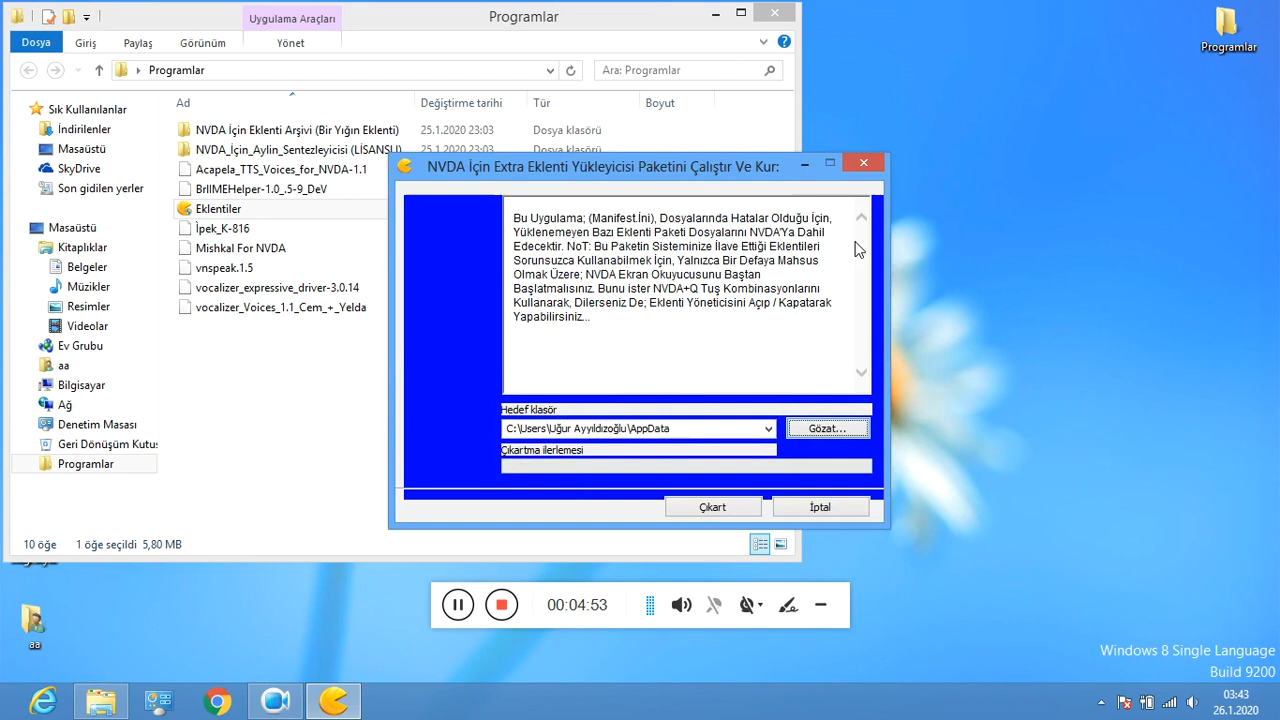 Uygulama Araçları
Programlar
Programlar
Dosya
Giriş
Paylaş
Görünüm
Yönet
Programlar
Ara: Programlar
Ad
Değiştirme tarihi
Tür
Boyut
Sık Kullanılanlar
İndirilenler
Masaüstü
SkyDrive
Son gidilen yerler
Masaüstü
Kitaplıklar
Belgeler
Müzikler
Resimler
Videolar
Ev Grubu
aa
Bilgisayar
Ağ
Denetim Masası
Geri Dönüşüm Kutus
Programlar
NVDA İçin Eklenti Arşivi (Bir Yığın Eklenti) 25.1.2020 23:03 Dosya klasörü
NVDA_İçin_Aylin_Sentezleyicisi (LİSANSU) 25.1.2020 23:03 Dosya klasörü
Acapela_TTS_Voices_for_NVDA-1.1
BrlIMEHelper-1.0_.5-9_DeV
Eklentiler
İpek_K-816
Mishkal For NVDA
vnspeak.1.5
vocalizer_expressive_driver-3.0.14
vocalizer_Voices_1.1_Cem_+_Yelda
NVDA İçin Extra Eklenti Yükleyicisi Paketini Çalıştır Ve Kur:
Bu Uygulama; (Manifest.İni), Dosyalarında Hatalar Olduğu İçin,
Yüklenemeyen Bazı Eklenti Paketi Dosyalarını NVDA'Ya Dahil
Edecektir. NoT: Bu Paketin Sisteminize İlave Ettiği Eklentileri
Sorunsuzca Kullanabilmek İçin, Yalnızca Bir Defaya Mahsus
Olmak Üzere; NVDA Ekran Okuyucusunu Baştan
Başlatmalısınız. Bunu ister NVDA+Q Tuş Kombinasyonlarını
Kullanarak, Dilerseniz De; Eklenti Yöneticisini Açıp / Kapatarak
Yapabilirsiniz...
Hedef klasör
C:\Users\Uğur Ayyıldızoğlu\AppData
Gözat...
Çıkartma ilerlemesi
Çıkart
İptal
10 öğe 1 öğe seçildi 5,80 MB
00:04:53
aa
Windows 8 Single Language
Build 9200
03:43
26.1.2020